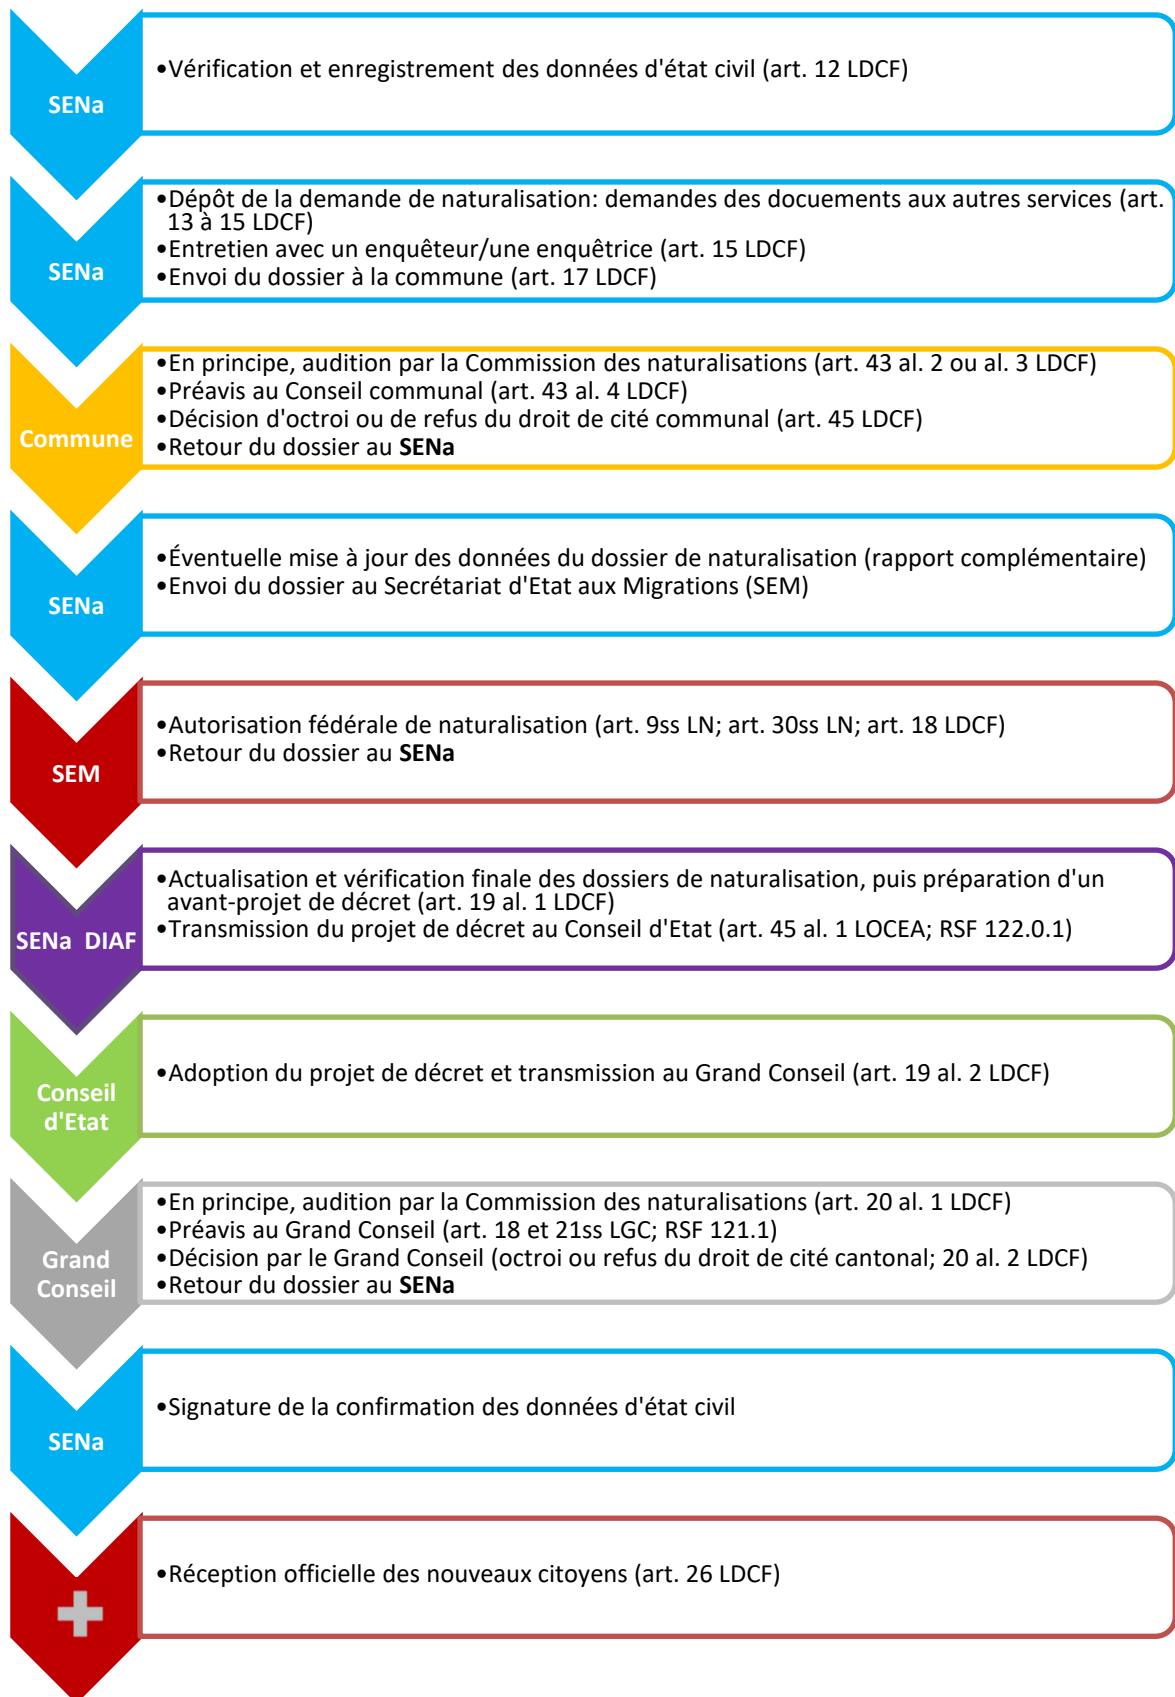 SENa
•Vérification et enregistrement des données d'état civil (art. 12 LDCF)
SENa
•Dépôt de la demande de naturalisation: demandes des docuements aux autres services (art.
13 à 15 LDCF)
•Entretien avec un enquêteur/une enquêtrice (art. 15 LDCF)
•Envoi du dossier à la commune (art. 17 LDCF)
Commune
•En principe, audition par la Commission des naturalisations (art. 43 al. 2 ou al. 3 LDCF)
•Préavis au Conseil communal (art. 43 al. 4 LDCF)
•Décision d'octroi ou de refus du droit de cité communal (art. 45 LDCF)
•Retour du dossier au SENa
SENa
•Éventuelle mise à jour des données du dossier de naturalisation (rapport complémentaire)
•Envoi du dossier au Secrétariat d'Etat aux Migrations (SEM)
SEM
•Autorisation fédérale de naturalisation (art. 9ss LN; art. 30ss LN; art. 18 LDCF)
•Retour du dossier au SENa
SENa DIAF
•Actualisation et vérification finale des dossiers de naturalisation, puis préparation d'un
avant-projet de décret (art. 19 al. 1 LDCF)
•Transmission du projet de décret au Conseil d'Etat (art. 45 al. 1 LOCEA; RSF 122.0.1)
Conseil
d'Etat
•Adoption du projet de décret et transmission au Grand Conseil (art. 19 al. 2 LDCF)
Grand
Conseil
•En principe, audition par la Commission des naturalisations (art. 20 al. 1 LDCF)
•Préavis au Grand Conseil (art. 18 et 21ss LGC; RSF 121.1)
•Décision par le Grand Conseil (octroi ou refus du droit de cité cantonal; 20 al. 2 LDCF)
•Retour du dossier au SENa
SENa
•Signature de la confirmation des données d'état civil
•Réception officielle des nouveaux citoyens (art. 26 LDCF)